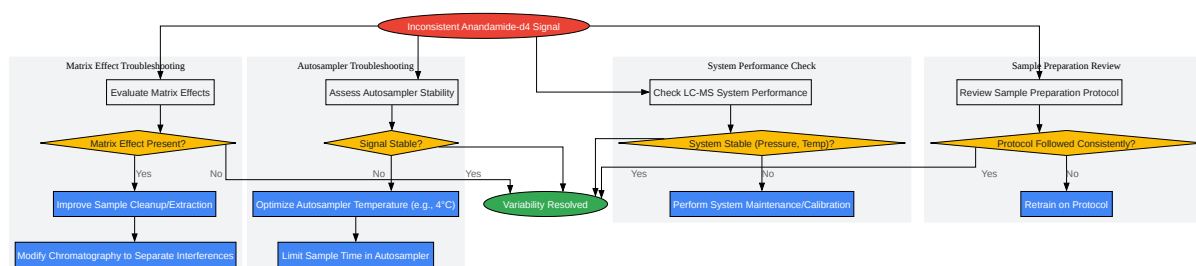 Inconsistent Anandamide-d4 Signal
Matrix Effect Troubleshooting
Autosampler Troubleshooting
System Performance Check
Sample Preparation Review
Evaluate Matrix Effects
Assess Autosampler Stability
Check LC-MS System Performance
Review Sample Preparation Protocol
Matrix Effect Present?
Signal Stable?
System Stable (Pressure, Temp)?
Protocol Followed Consistently?
Yes
No
No
Yes
Yes
No
Yes
No
Improve Sample Cleanup/Extraction
Optimize Autosampler Temperature (e.g., 4°C)
Variability Resolved
Perform System Maintenance/Calibration
Retrain on Protocol
Modify Chromatography to Separate Interferences
Limit Sample Time in Autosampler